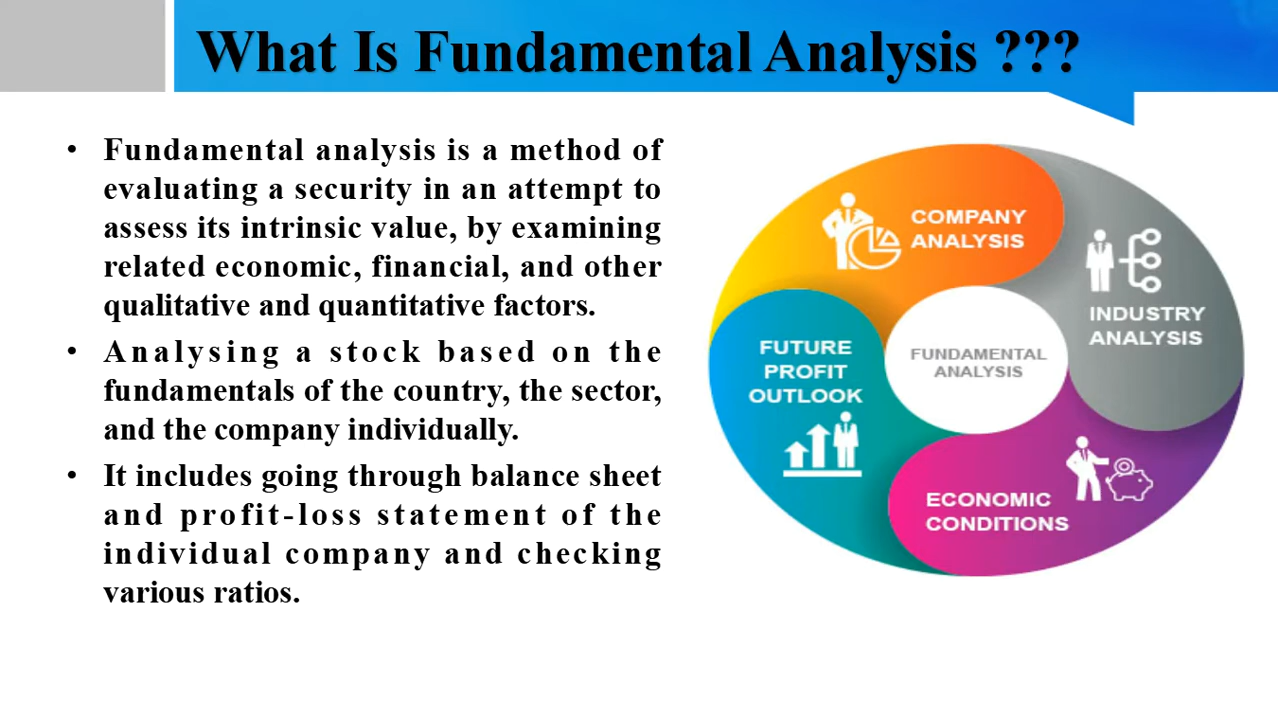 What Is Fundamental Analysis ???
• Fundamental analysis is a method of
evaluating a security in an attempt to
assess its intrinsic value, by examining
related economic, financial, and other
qualitative and quantitative factors.
• Analysing a stock based on the
fundamentals of the country, the sector,
and the company individually.
• It includes going through balance sheet
and profit-loss statement of the
individual company and checking
various ratios.
COMPANY
ANALYSIS
INDUSTRY
ANALYSIS
FUTURE
PROFIT
OUTLOOK
FUNDAMENTAL
ANALYSIS
ECONOMIC
CONDITIONS